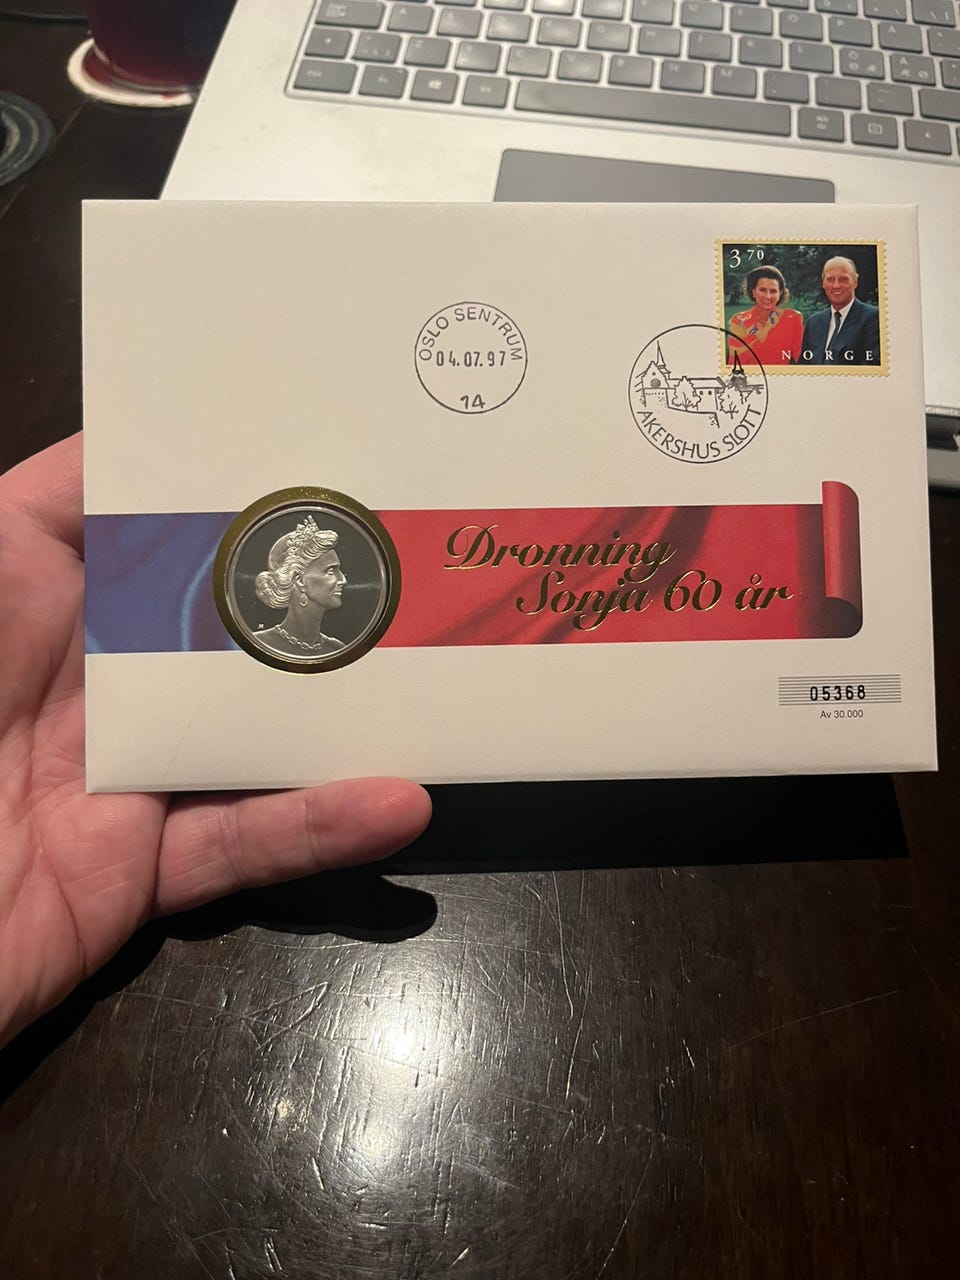 3 70
NORGE
OSLO SENTRUM
04.07.97
14
AKERSHUS SLOTT
Dronning
Sonja 60 år
05368
Av 30.000